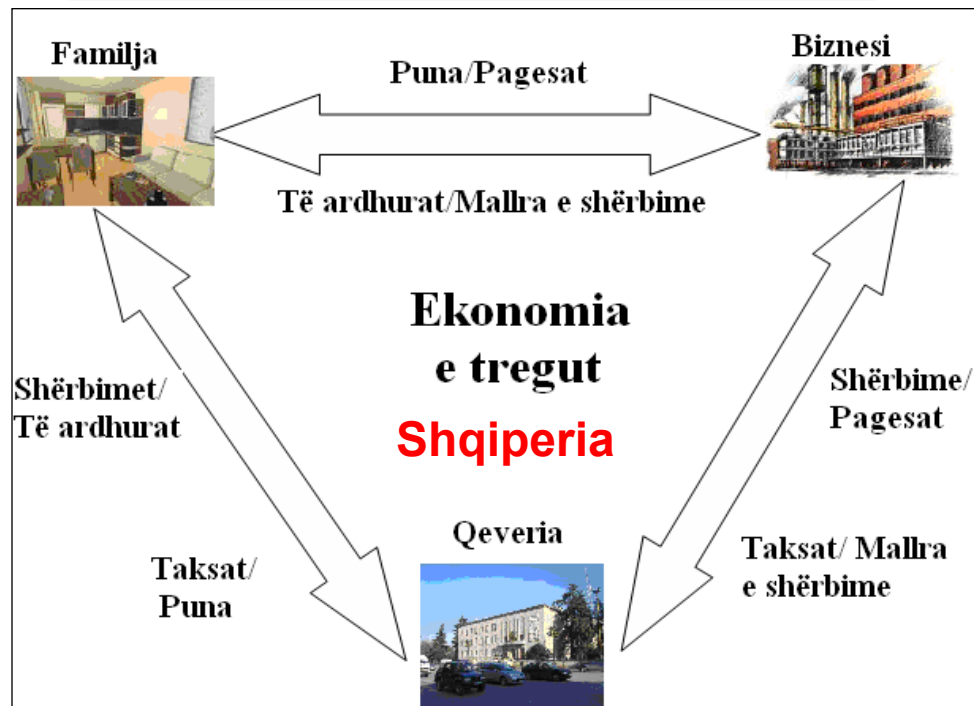 Familja
Biznesi
Puna/Pagesat
Të ardhurat/Mallra e shërbime
Ekonomia
e tregut
Shqiperia
Shërbimet/
Të ardhurat
Shërbime/
Pagesat
Qeveria
Taksat/
Puna
Taksat/ Mallra
e shërbime